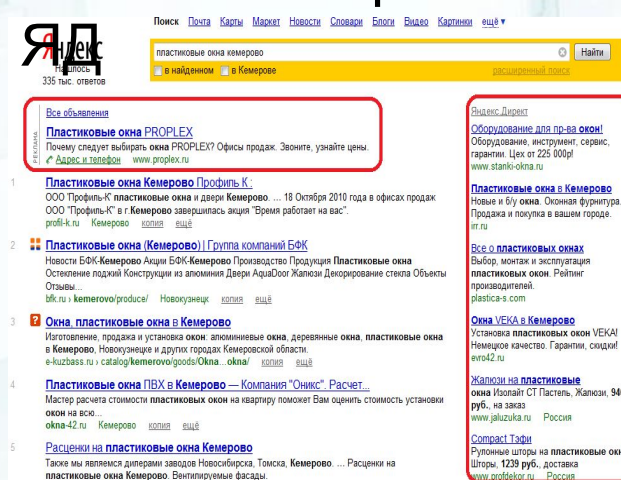 Поиск Почта Карты Маркет Новости Словари Блоги Видео Картинки ещё ▼
ЯД
Яндекс
Нашлось
335 тыс. ответов
пластиковые окна кемерово
Найти
в найденном в Кемерове
расширенный поиск
РЕКЛАМА
Все объявления
Пластиковые окна PROPLEX
Почему следует выбирать окна PROPLEX? Офисы продаж. Звоните, узнайте цены.
Адрес и телефон www.proplex.ru
1 Пластиковые окна Кемерово Профиль К :
ООО 'Профиль-К' пластиковые окна и двери Кемерово. ... 18 Октября 2010 года в офисах продаж
ООО "Профиль-К" в г.Кемерово завершилась акция "Время работает на вас".
profil-k.ru Кемерово копия ещё
2 Пластиковые окна (Кемерово) | Группа компаний БФК
Новости БФК-Кемерово Акции БФК-Кемерово Производство Продукция Пластиковые окна
Остекление лоджий Конструкции из алюминия Двери AquaDoor Жалюзи Декорирование стекла Объекты
Отзывы...
bfk.ru › kemerovo/produce/ Новокузнецк копия ещё
3 Окна, пластиковые окна в Кемерово
Изготовление, продажа и установка окон: алюминиевые окна, деревянные окна, пластиковые окна
в Кемерово, Новокузнецке и других городах Кемеровской области.
e-kuzbass.ru › catalog/kemerovo/goods/Okna...okna/ копия ещё
4 Пластиковые окна ПВХ в Кемерово — Компания "Оникс". Расчет...
Мастер расчета стоимости пластиковых окон на квартиру поможет Вам оценить стоимость установки
окон на всю...
okna-42.ru Кемерово копия ещё
5 Расценки на пластиковые окна Кемерово
Также мы являемся дилерами заводов Новосибирска, Томска, Кемерово. ... Расценки на
пластиковые окна Кемерово. Вентилируемые фасады.
Яндекс.Директ
Оборудование для пр-ва окон!
Оборудование, инструмент, сервис,
гарантии. Цех от 225 000р!
www.stanki-okna.ru
Пластиковые окна в Кемерово
Новые и б/у окна. Оконная фурнитура.
Продажа и покупка в вашем городе.
irr.ru
Все о пластиковых окнах
Выбор, монтаж и эксплуатация
пластиковых окон. Рейтинг
производителей.
plastica-s.com
Окна VEKA в Кемерово
Установка пластиковых окон VEKA!
Немецкое качество. Гарантии, скидки!
evro42.ru
Жалюзи на пластиковые
окна Изолайт СТ Пастель, Жалюзи, 940
руб., на заказ
www.jaluzuka.ru Россия
Compact Тэфи
Рулонные шторы на пластиковые окна
Шторы, 1239 руб., доставка
www.profdekor.ru Россия